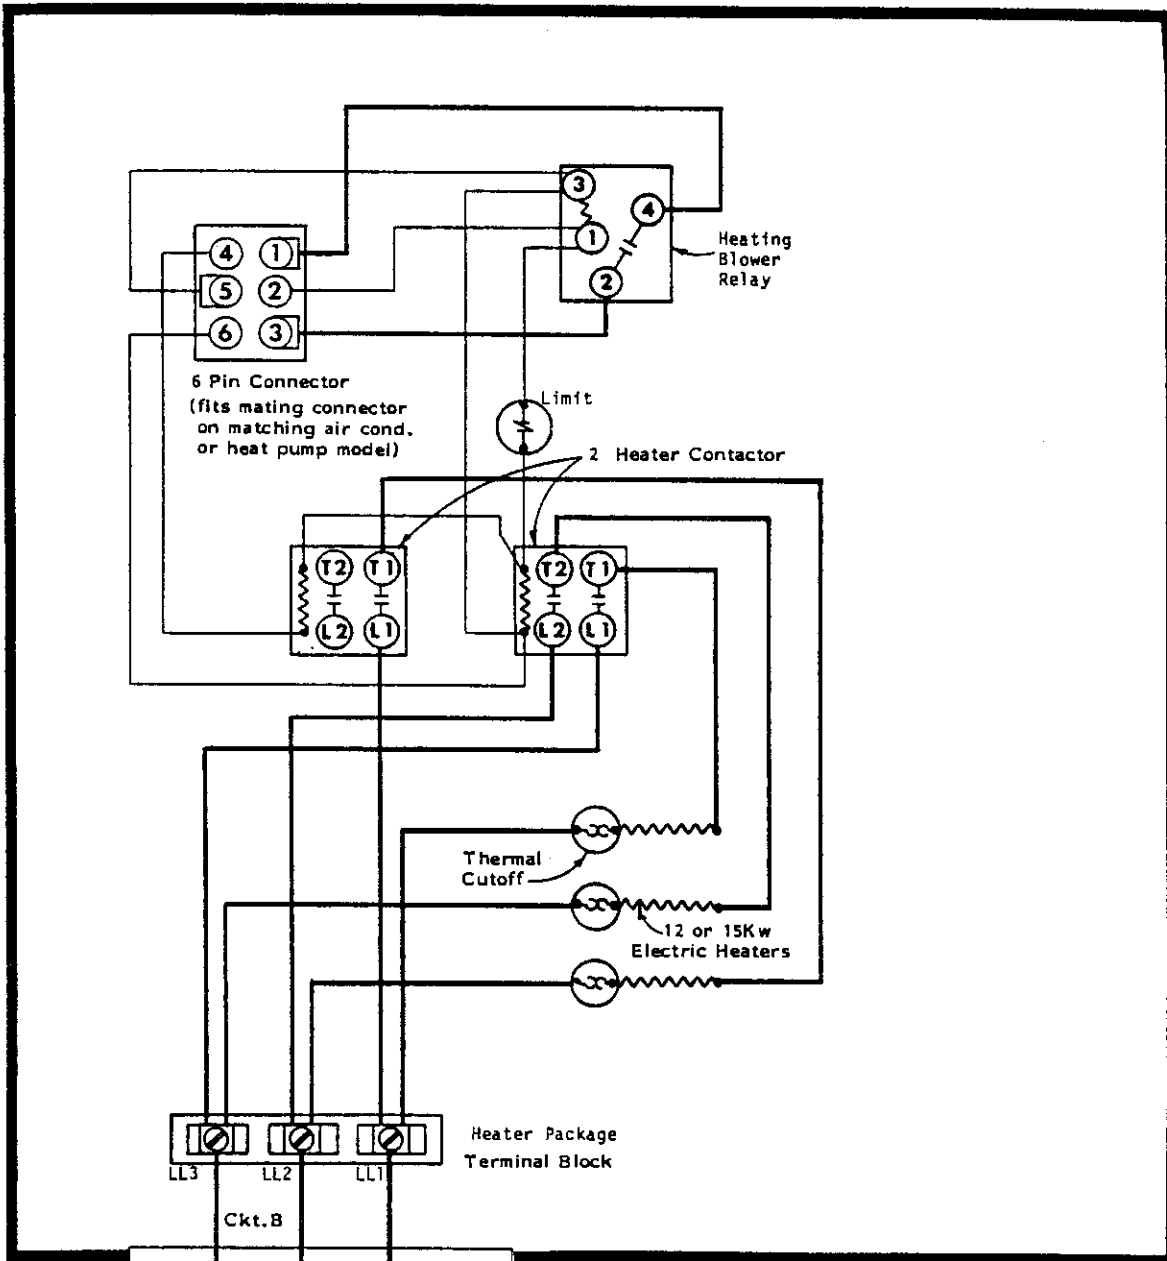 3
4
1
2
Heating
Blower
Relay
4 1
5 2
6 3
6 Pin Connector
(fits mating connector
on matching air cond.
or heat pump model)
Limit
2 Heater Contactor
T2 T1
L2 L1
T2 T1
L2 L1
Thermal
Cutoff
12 or 15Kw
Electric Heaters
Heater Package
Terminal Block
LL3 LL2 LL1
Ckt.B